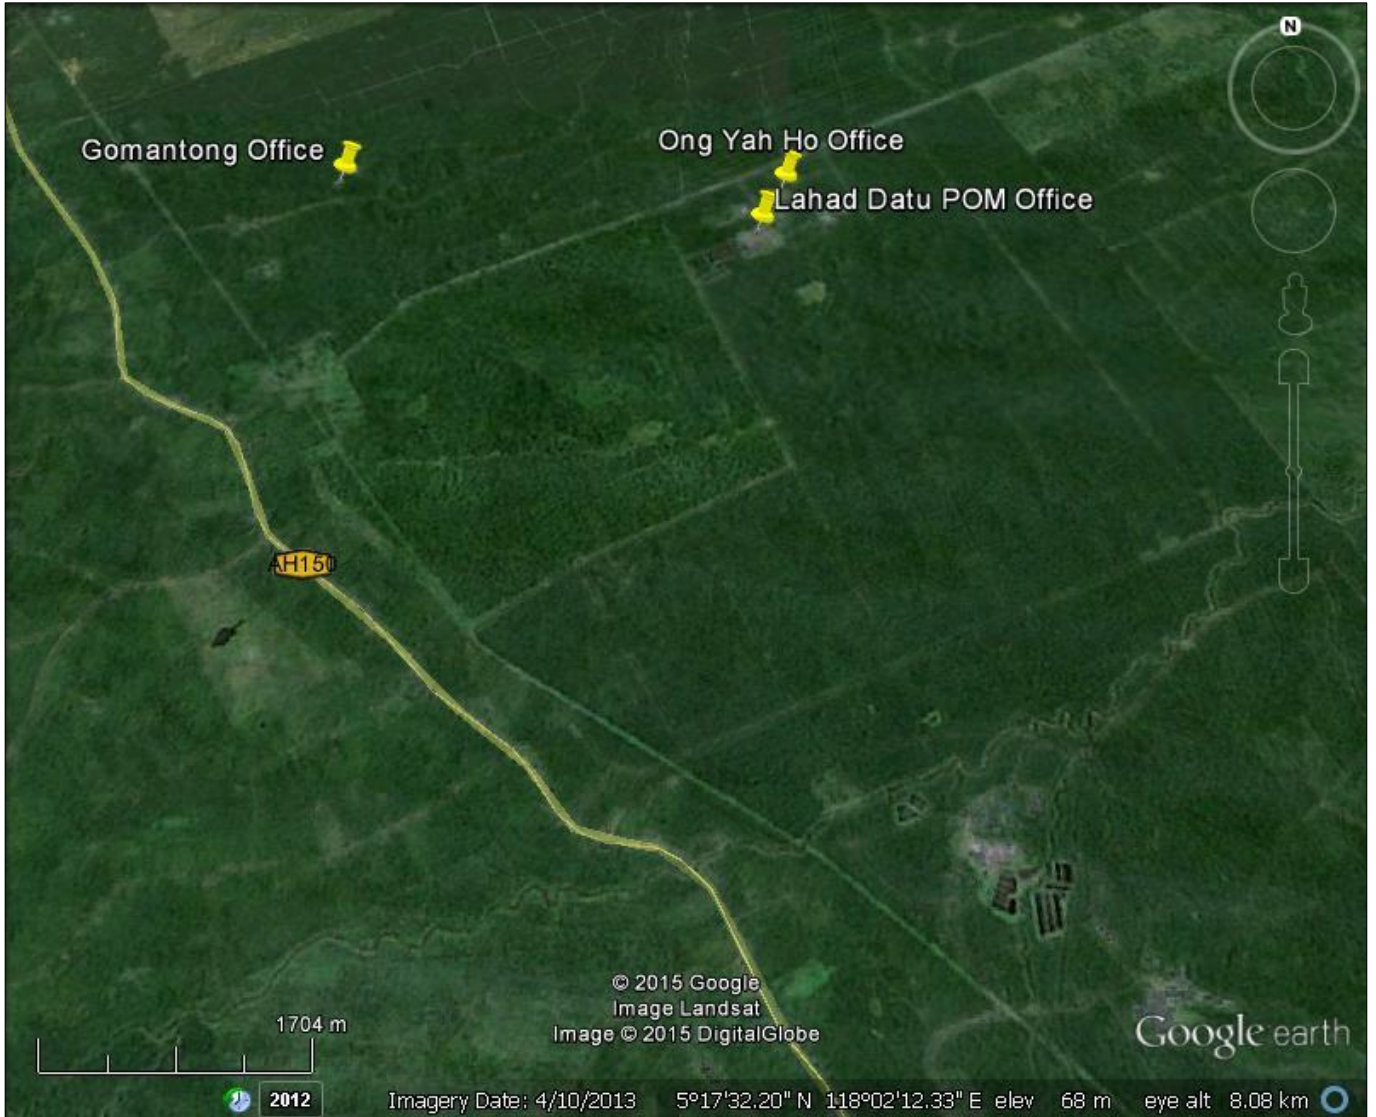 N
Ong Yah Ho Office
Gomantong Office
Lahad Datu POM Office
AH150
© 2015 Google
Image Landsat
Image © 2015 DigitalGlobe
1704 m
Google earth
2012
Imagery Date: 4/10/2013 5°17'32.20" N 118°02'12.33" E elev 68 m eye alt 8.08 km